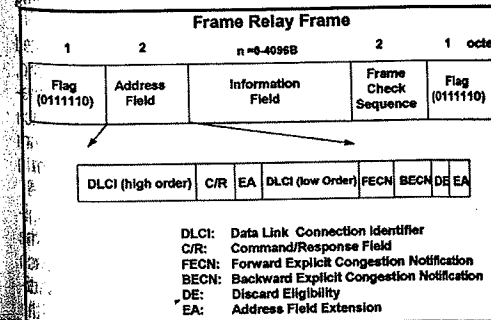 Frame Relay Frame
1 2 n=0-4096B 2 1 octe
Flag (0111110) Address Field Information Field Frame Check Sequence Flag (0111110)
DLCI (high order) C/R EA DLCI (low Order) FECN BECN DE EA
DLCI: Data Link Connection Identifier
C/R: Command/Response Field
FECN: Forward Explicit Congestion Notification
BECN: Backward Explicit Congestion Notification
DE: Discard Eligibility
EA: Address Field Extension